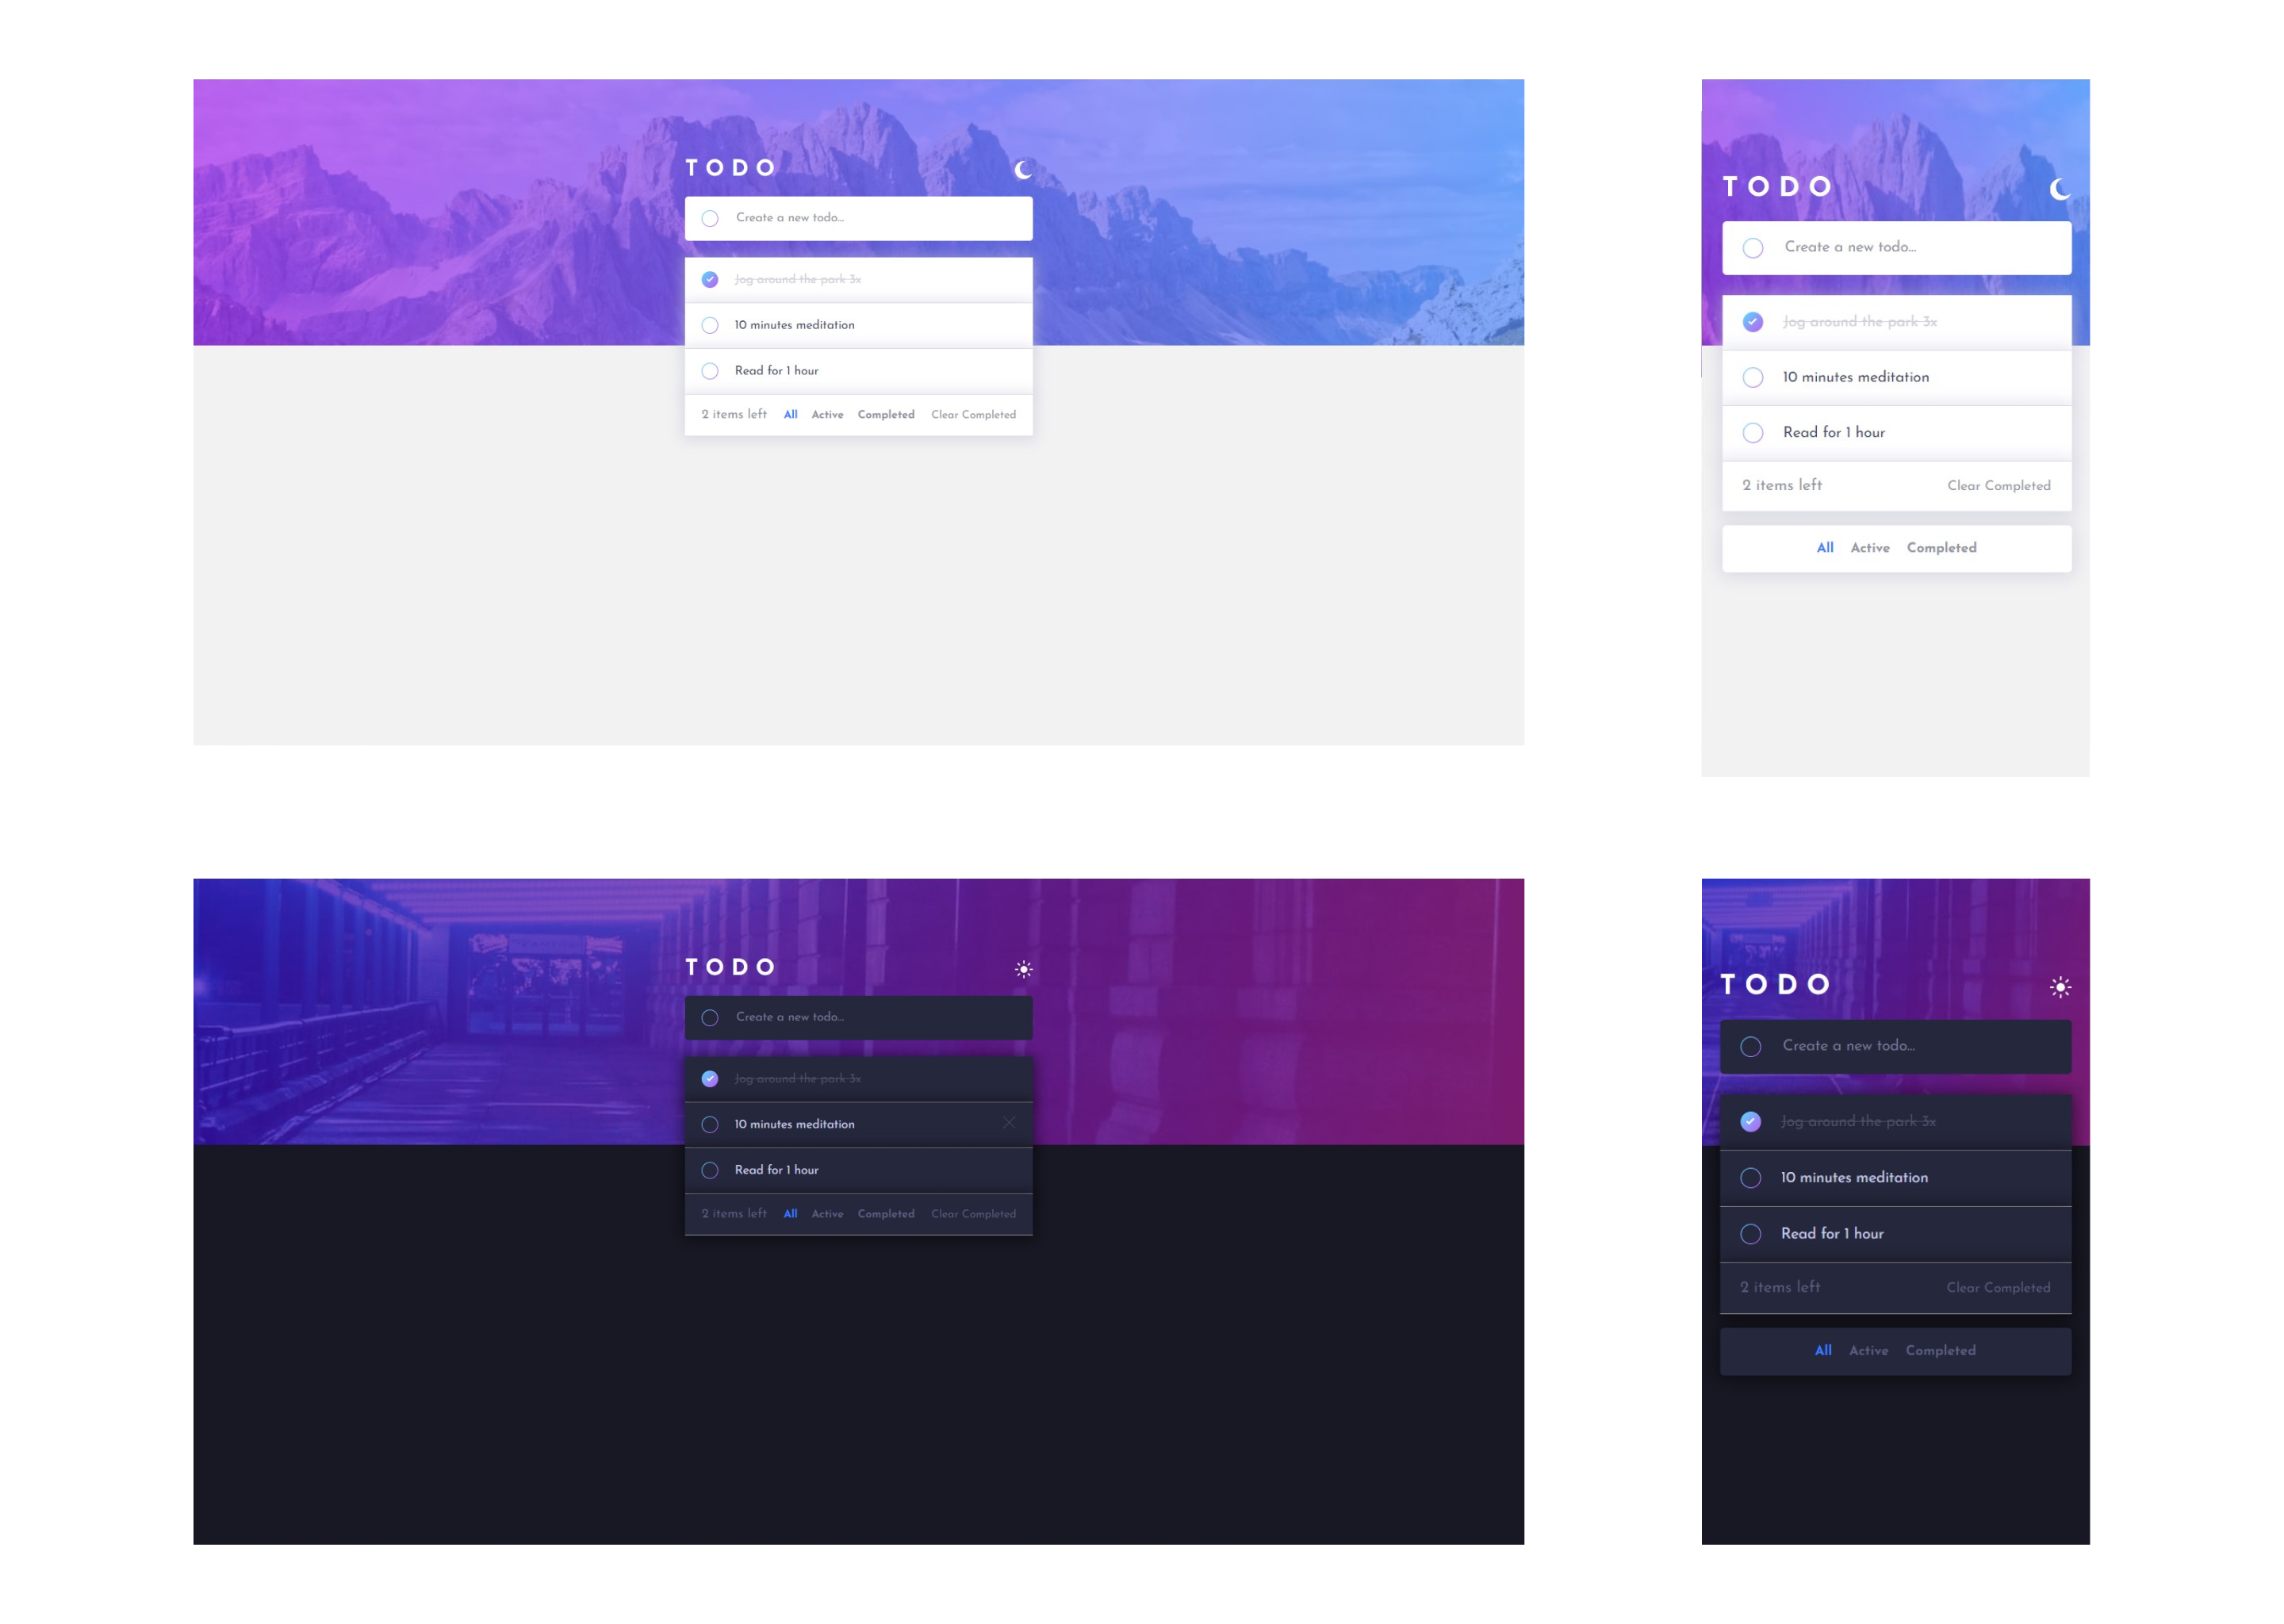 TODO
Create a new todo...
Jog around the park 3x
10 minutes meditation
Read for 1 hour
2 items left All Active Completed Clear Completed
TODO
Create a new todo...
Jog around the park 3x
10 minutes meditation
Read for 1 hour
2 items left Clear Completed
All Active Completed
TODO
Create a new todo...
Jog around the park 3x
10 minutes meditation
Read for 1 hour
2 items left All Active Completed Clear Completed
TODO
Create a new todo...
Jog around the park 3x
10 minutes meditation
Read for 1 hour
2 items left Clear Completed
All Active Completed